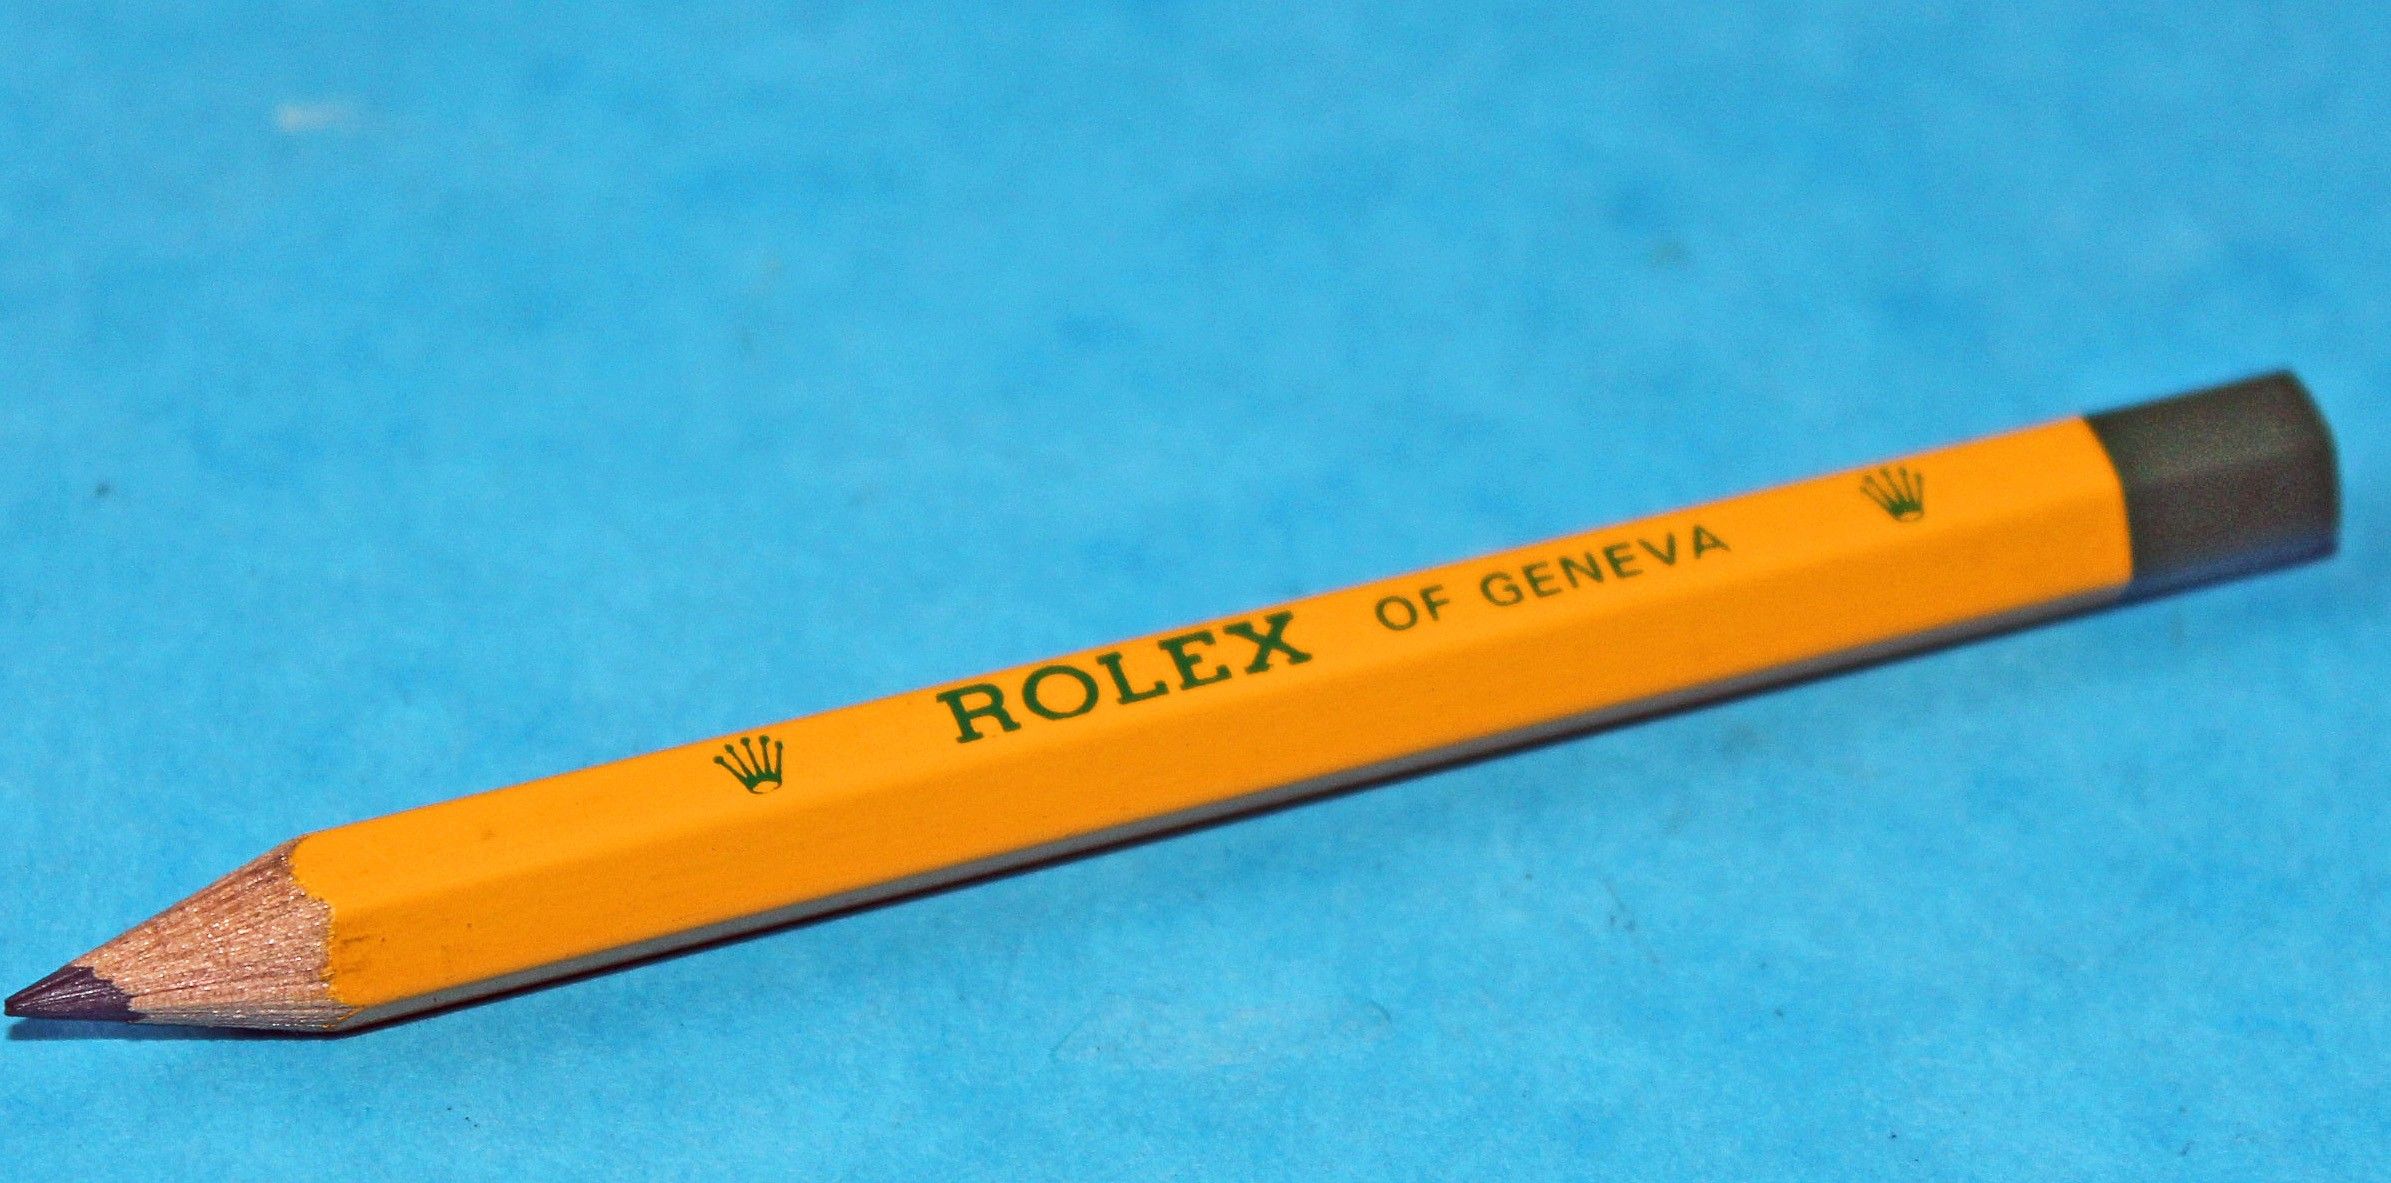 ROLEX OF GENEVA